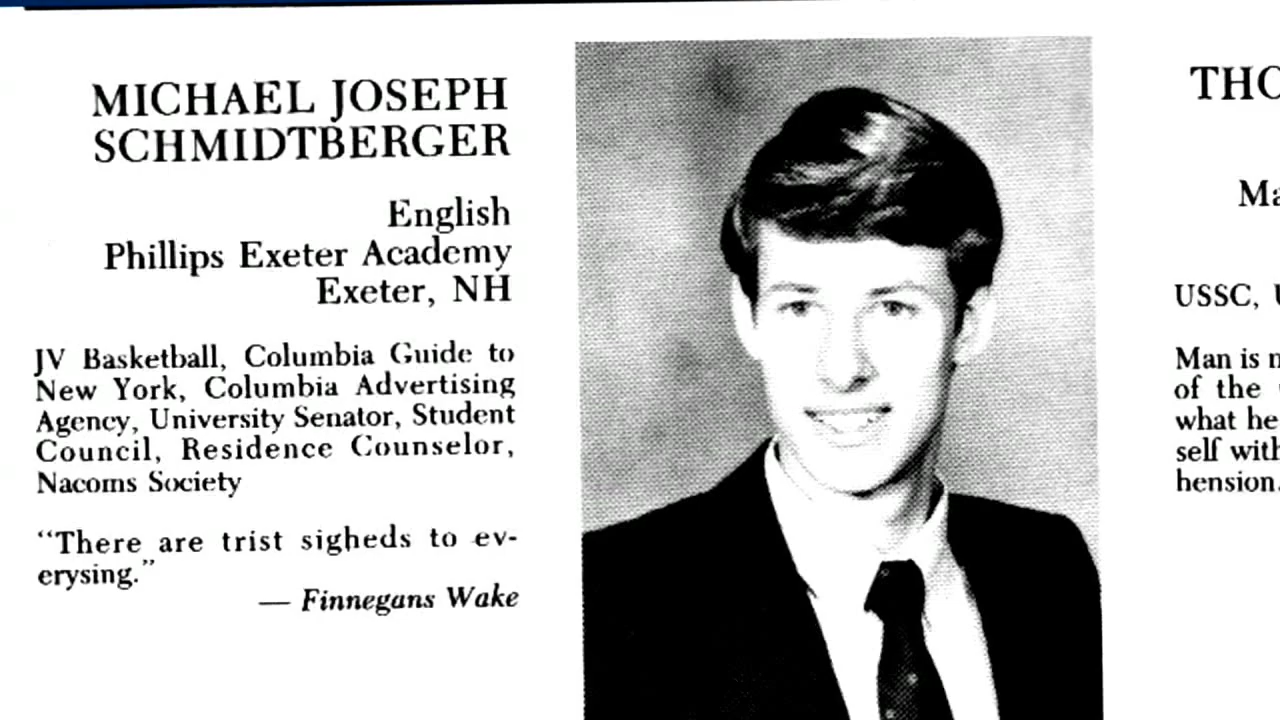 MICHAEL JOSEPH
SCHMIDTBERGER
English
Phillips Exeter Academy
Exeter, NH
JV Basketball, Columbia Guide to
New York, Columbia Advertising
Agency, University Senator, Student
Council, Residence Counselor,
Nacoms Society
“There are trist sigheds to ev-
erysing.”
— Finnegans Wake
THO
Ma
USSC, U
Man is n
of the
what he
self with
hension.